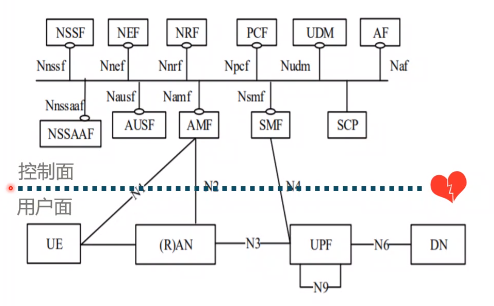 NSSF NEF NRF PCF UDM AF
Nnssf Nnef Nnrf Npcf Nudm Naf
Nnssaaf Nausf Namf Nsmf
NSSAAF AUSF AMF SMF SCP
控制面
N1 N2 N4
用户面
UE (R)AN N3 UPF N6 DN
N9